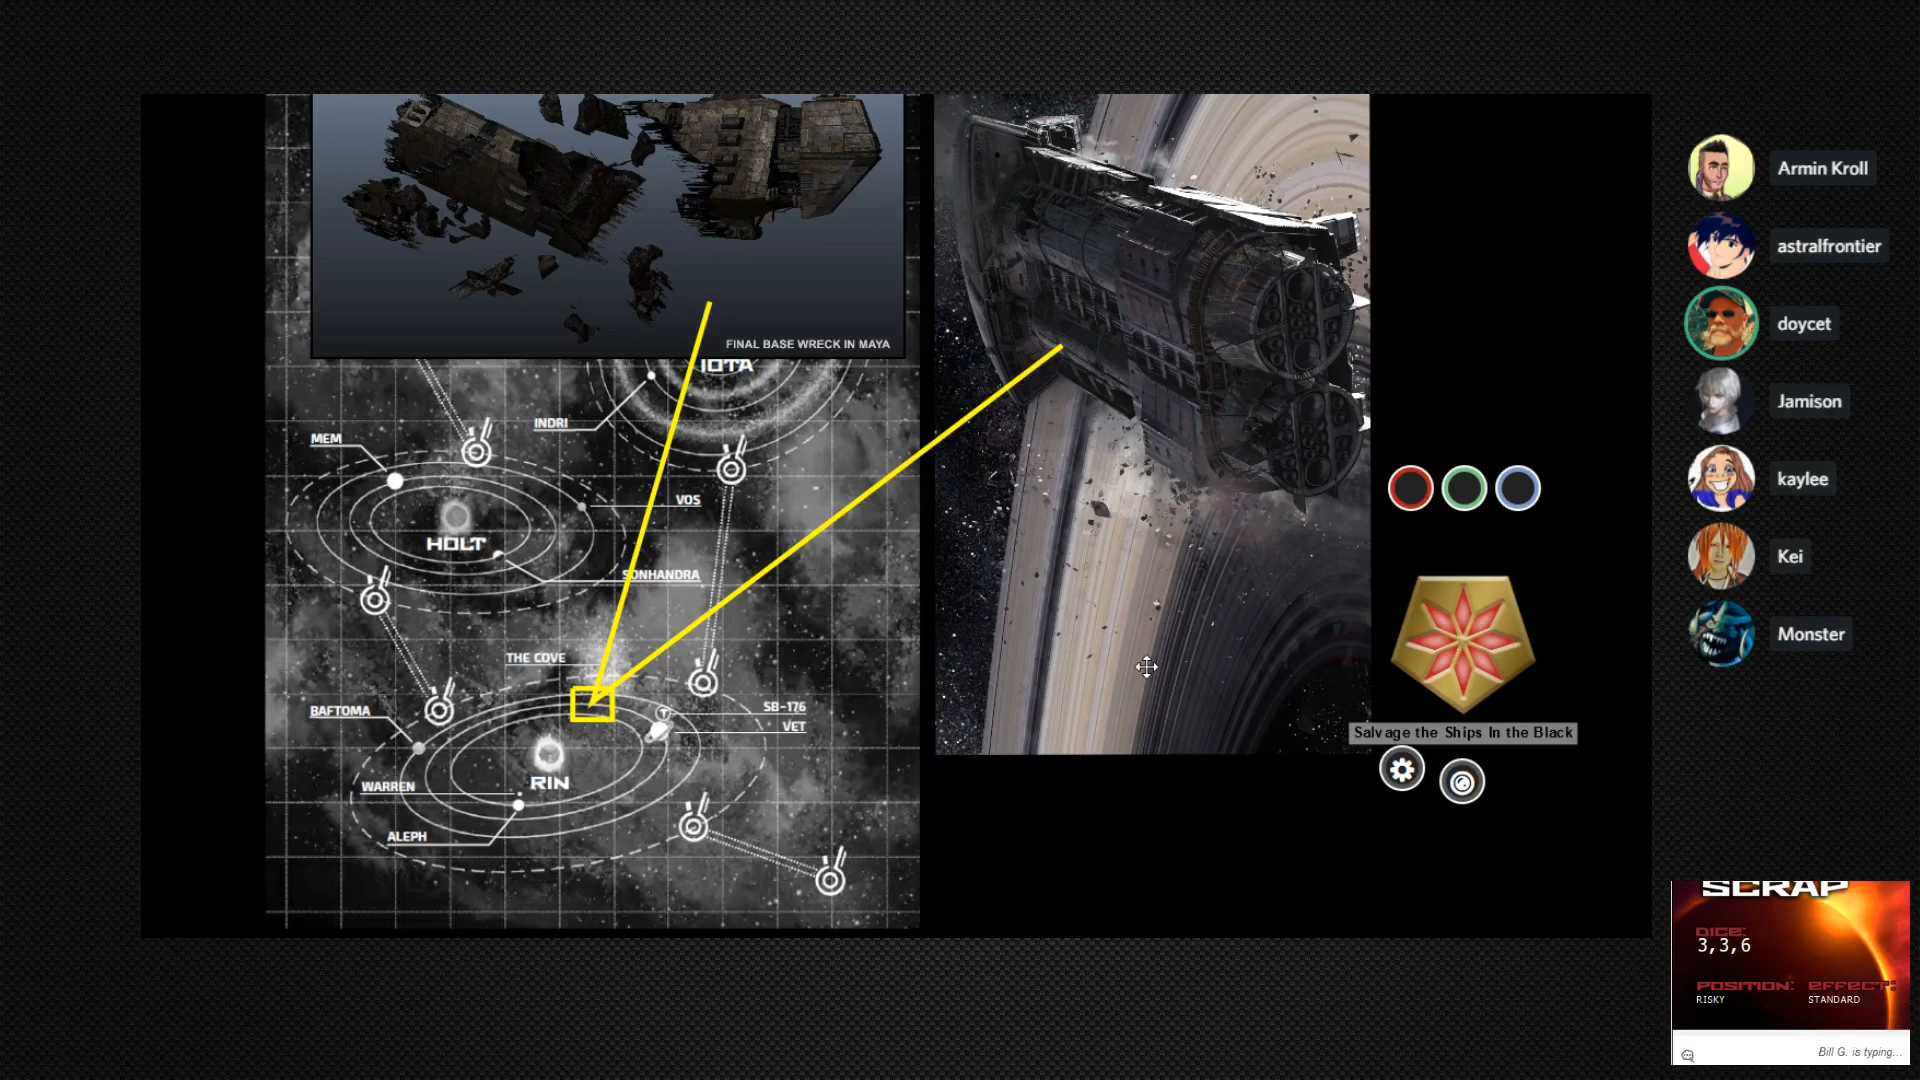 FINAL BASE WRECK IN MAYA
IOTA
INDRI
MEM
VOS
HOLT
SONHANDRA
THE COVE
BAFTOMA
SB-176
VET
RIN
WARREN
ALEPH
Salvage the Ships In the Black
Armin Kroll
astralfrontier
doycet
Jamison
kaylee
Kei
Monster
SCRAP
DICE:
3,3,6
POSITION: EFFECT:
RISKY STANDARD
Bill G. is typing...